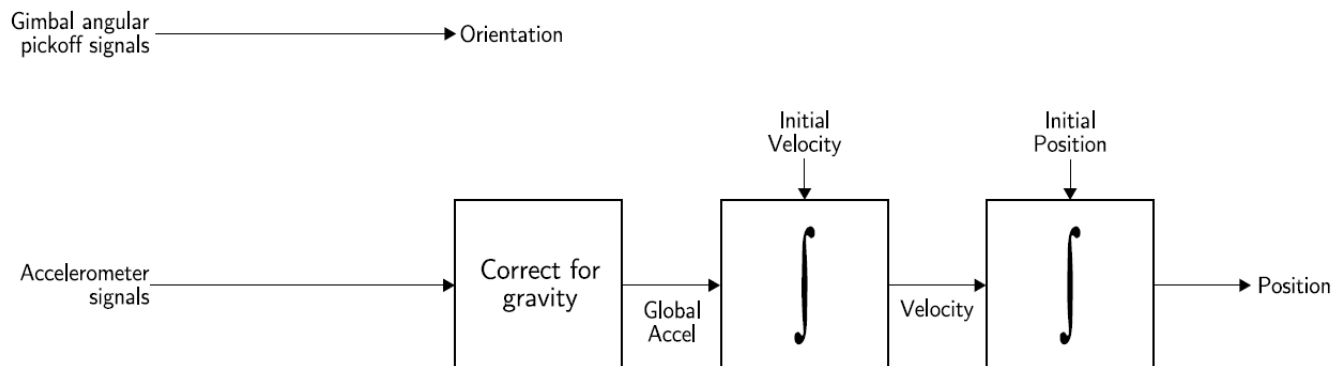 Gimbal angular
pickoff signals
Orientation
Initial
Velocity
Initial
Position
Accelerometer
signals
Correct for
gravity
Global
Accel
∫
Velocity
∫
Position